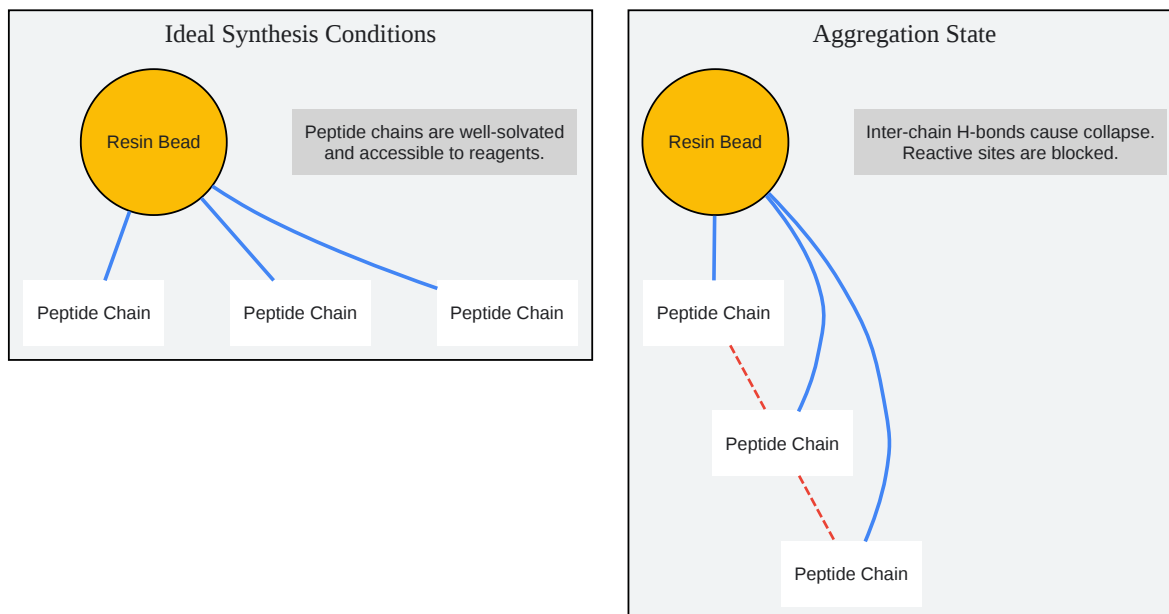 Ideal Synthesis Conditions
Resin Bead
Peptide chains are well-solvated
and accessible to reagents.
Peptide Chain
Peptide Chain
Peptide Chain
Aggregation State
Resin Bead
Inter-chain H-bonds cause collapse.
Reactive sites are blocked.
Peptide Chain
Peptide Chain
Peptide Chain